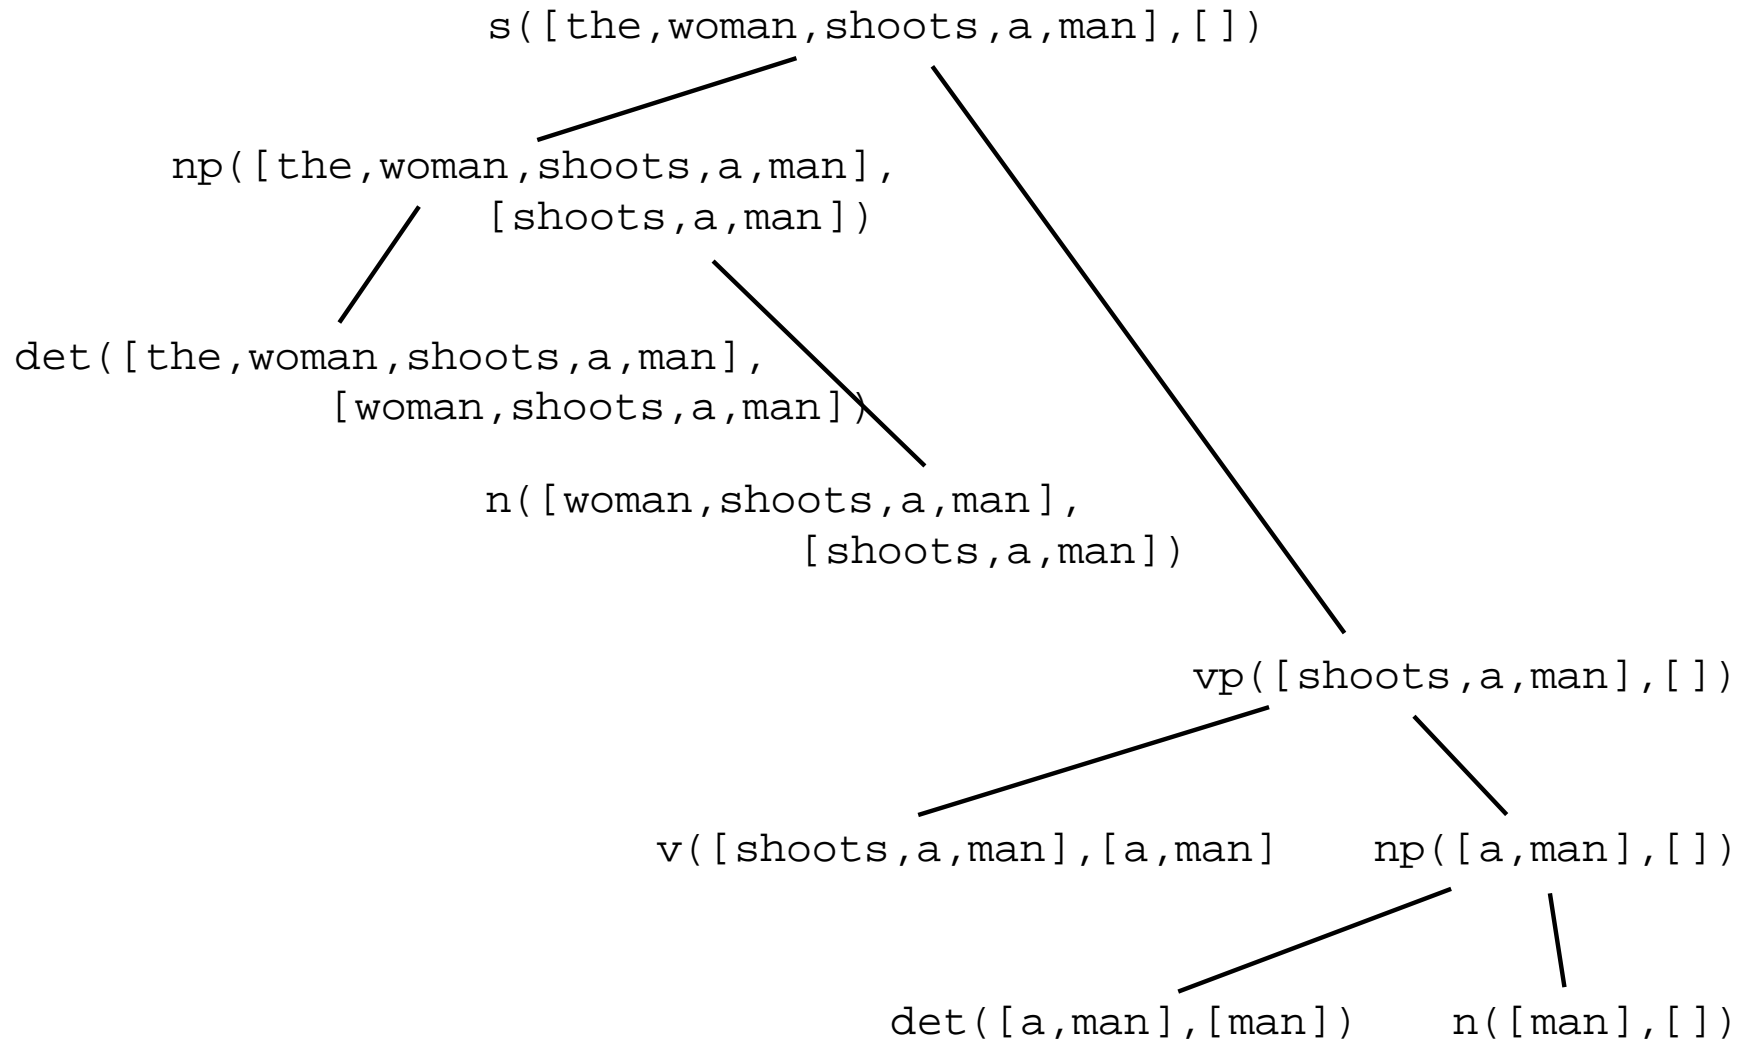 s([the,woman,shoots,a,man],[])
np([the,woman,shoots,a,man],
[shoots,a,man])
det([the,woman,shoots,a,man],
[woman,shoots,a,man])
n([woman,shoots,a,man],
[shoots,a,man])
vp([shoots,a,man],[])
v([shoots,a,man],[a,man] np([a,man],[])
det([a,man],[man]) n([man],[])